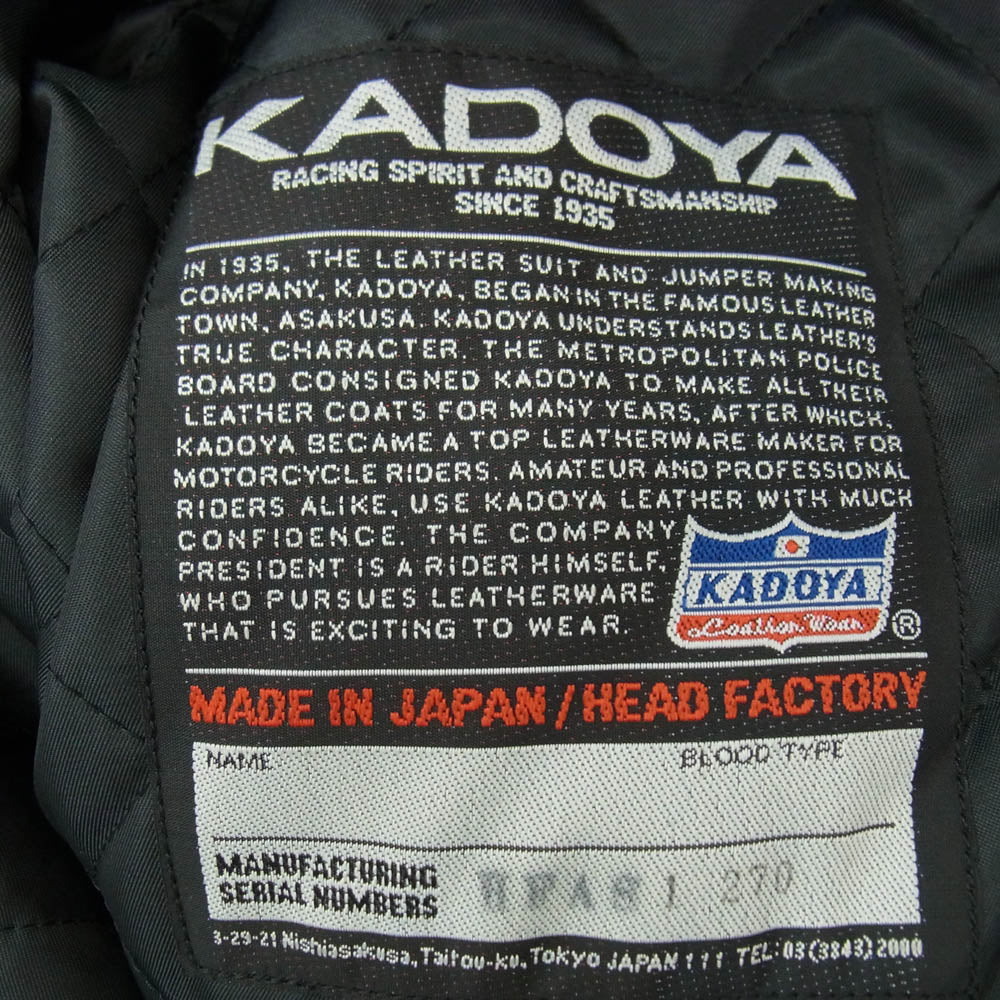 KADOYA
RACING SPIRIT AND CRAFTSMANSHIP
SINCE 1935
IN 1935, THE LEATHER SUIT AND JUMPER MAKING
COMPANY, KADOYA, BEGAN IN THE FAMOUS LEATHER
TOWN, ASAKUSA. KADOYA UNDERSTANDS LEATHER'S
TRUE CHARACTER. THE METROPOLITAN POLICE
BOARD CONSIGNED KADOYA TO MAKE ALL THEIR
LEATHER COATS FOR MANY YEARS, AFTER WHICH,
KADOYA BECAME A TOP LEATHERWARE MAKER FOR
MOTORCYCLE RIDERS. AMATEUR AND PROFESSIONAL
RIDERS ALIKE, USE KADOYA LEATHER WITH MUCH
CONFIDENCE. THE COMPANY
PRESIDENT IS A RIDER HIMSELF,
WHO PURSUES LEATHERWARE
THAT IS EXCITING TO WEAR.
KADOYA
Leather Wear
®
MADE IN JAPAN / HEAD FACTORY
NAME BLOOD TYPE
MANUFACTURING
SERIAL NUMBERS
270
3-29-21 Nishiasakusa, Taitou-ku, Tokyo JAPAN 111 TEL: 03 (3843) 2000